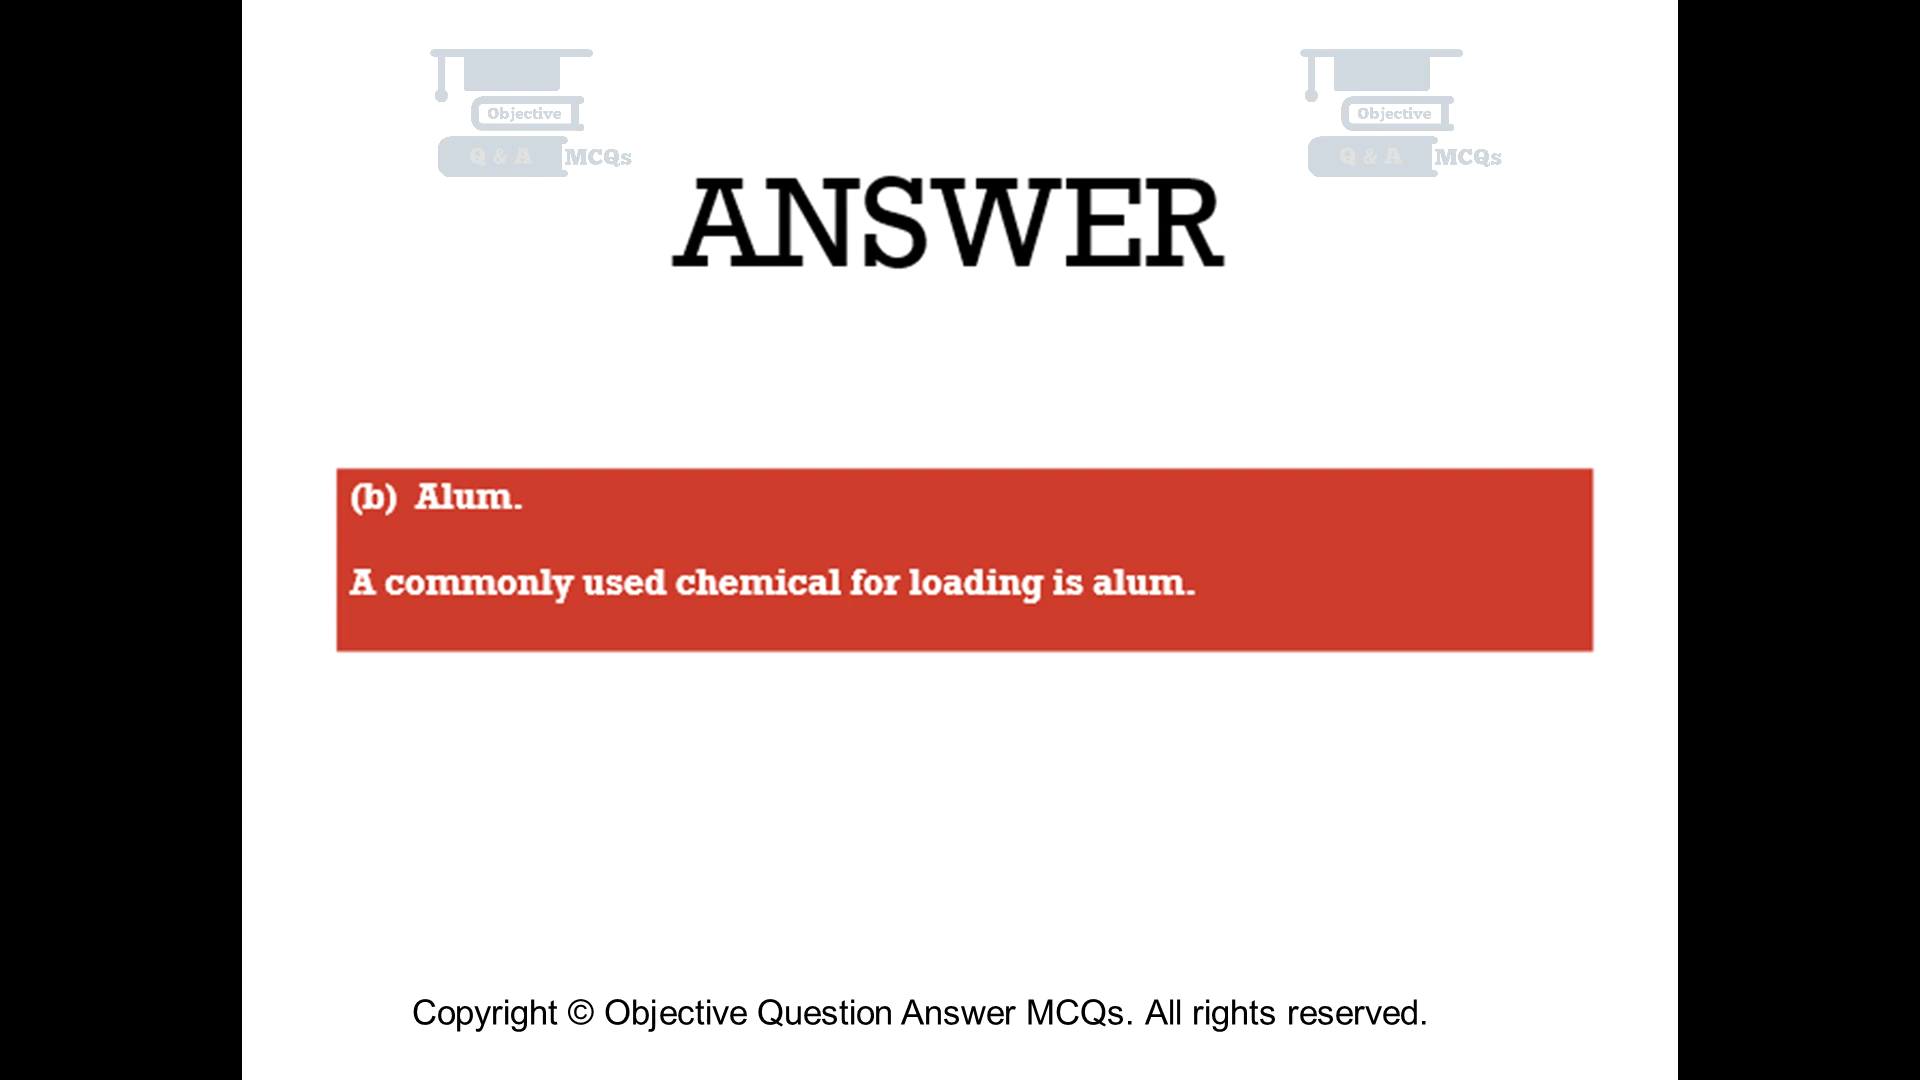 Objective
Q & A MCQs
Objective
Q & A MCQs
ANSWER
(b) Alum.
A commonly used chemical for loading is alum.
Copyright © Objective Question Answer MCQs. All rights reserved.